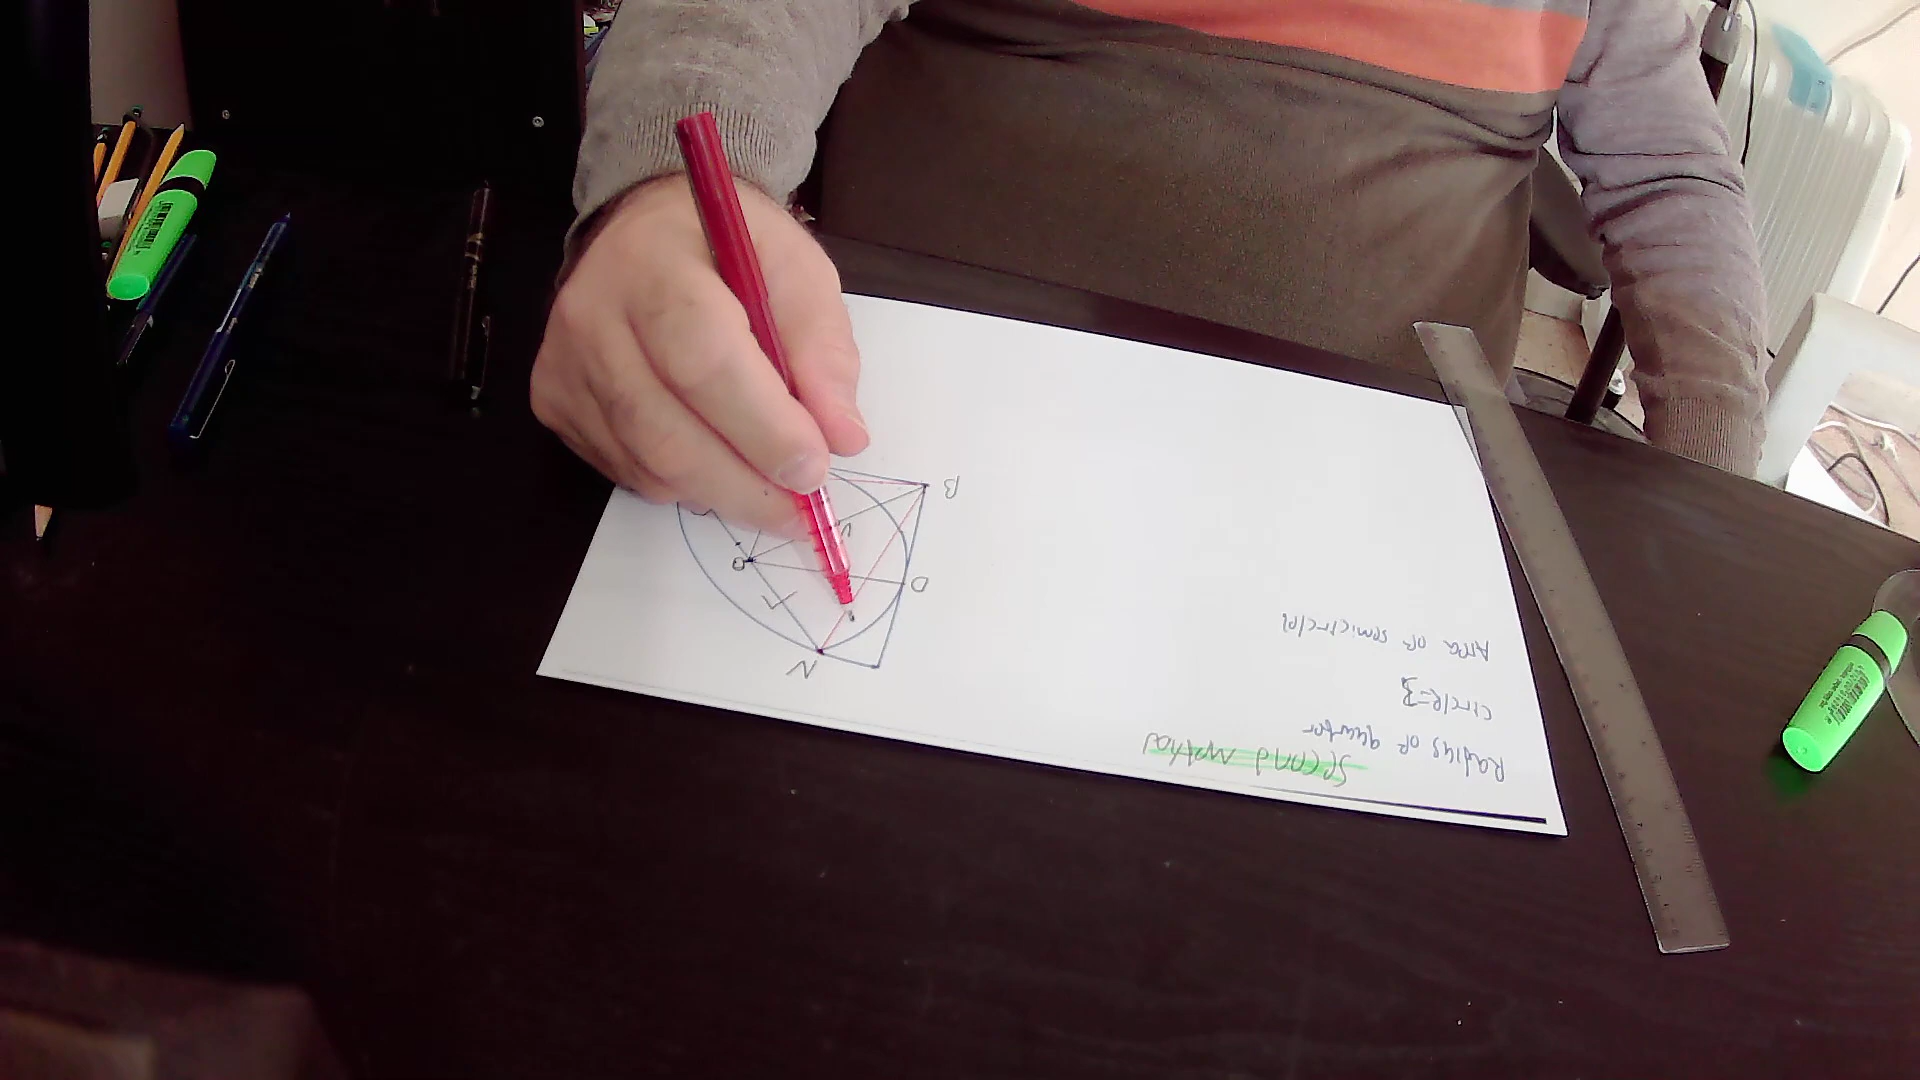 Second method
Radius of quarter
circle=3
Area of semicircle
B
D
O
N